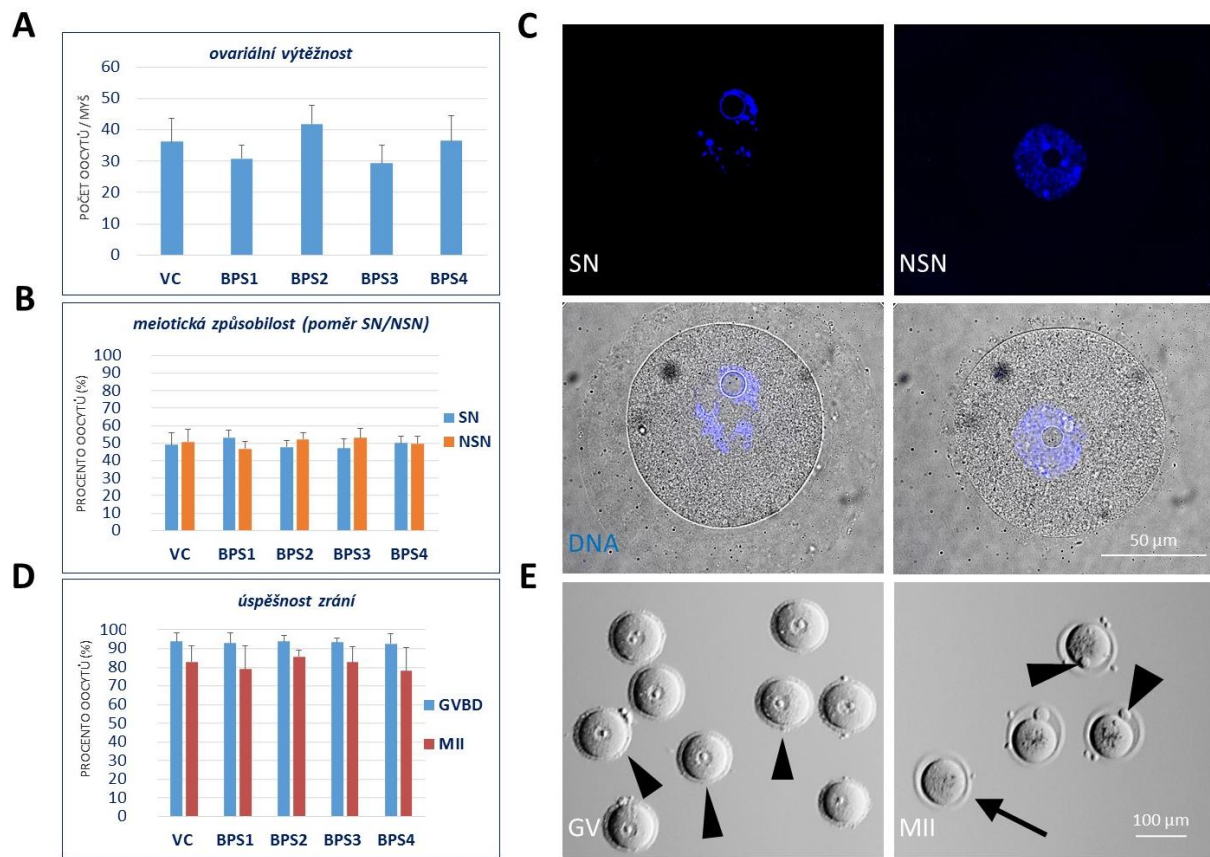 A
ovariální výtěžnost
POČET OOCYTŮ / MYŠ
60
50
40
30
20
10
0
VC BPS1 BPS2 BPS3 BPS4
B
meiotická způsobilost (poměr SN/NSN)
PROCENTO OOCYTŮ (%)
100
90
80
70
60
50
40
30
20
10
0
SN
NSN
VC BPS1 BPS2 BPS3 BPS4
D
úspěšnost zrání
PROCENTO OOCYTŮ (%)
100
90
80
70
60
50
40
30
20
10
0
GVBD
MII
VC BPS1 BPS2 BPS3 BPS4
C
SN
NSN
DNA
50 µm
E
GV
MII
100 µm